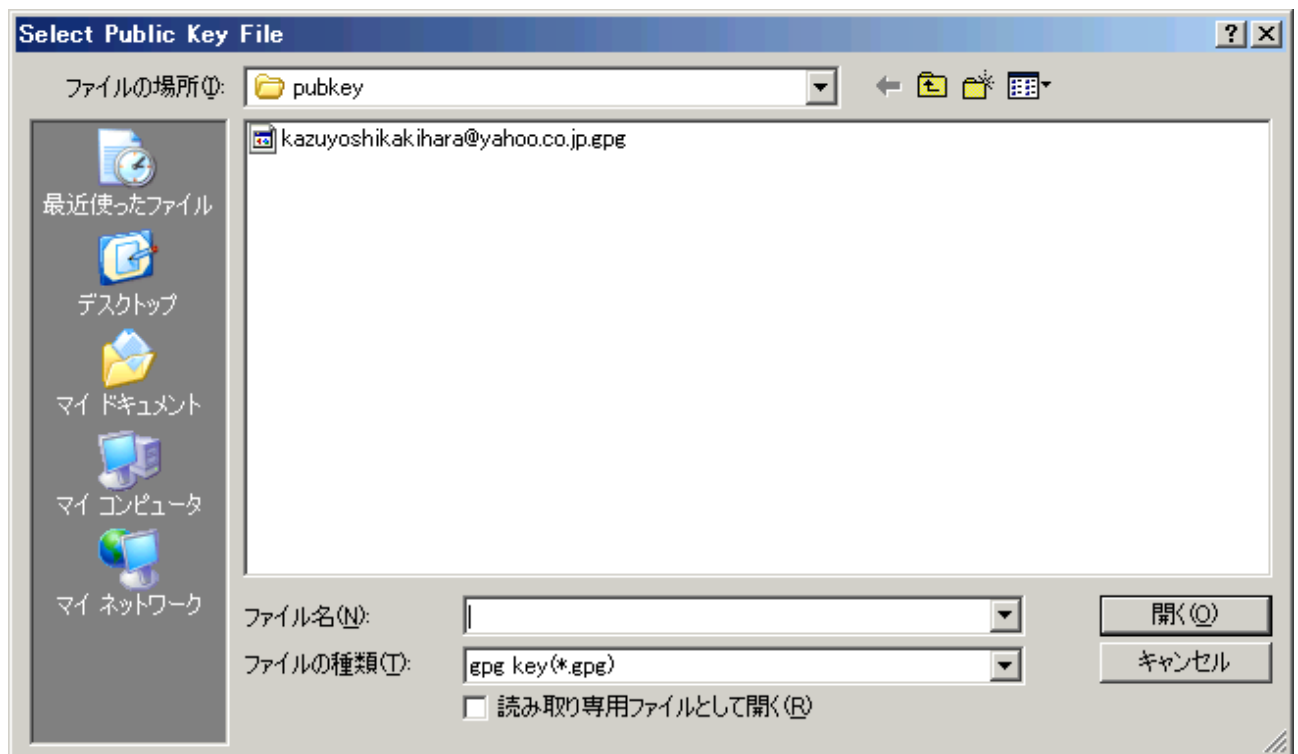 Select Public Key File
ファイルの場所(I):
pubkey
kazuyoshikakihara@yahoo.co.jp.gpg
最近使ったファイル
デスクトップ
マイ ドキュメント
マイ コンピュータ
マイ ネットワーク
ファイル名(N):
開く(O)
ファイルの種類(T):
gpg key(*.gpg)
キャンセル
読み取り専用ファイルとして開く(R)